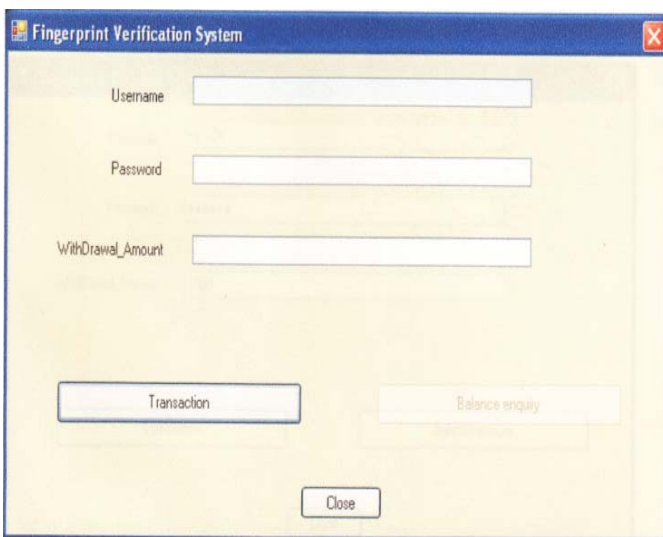 Fingerprint Verification System
Username
Password
WithDrawal_Amount
Transaction
Balance enquiry
Close